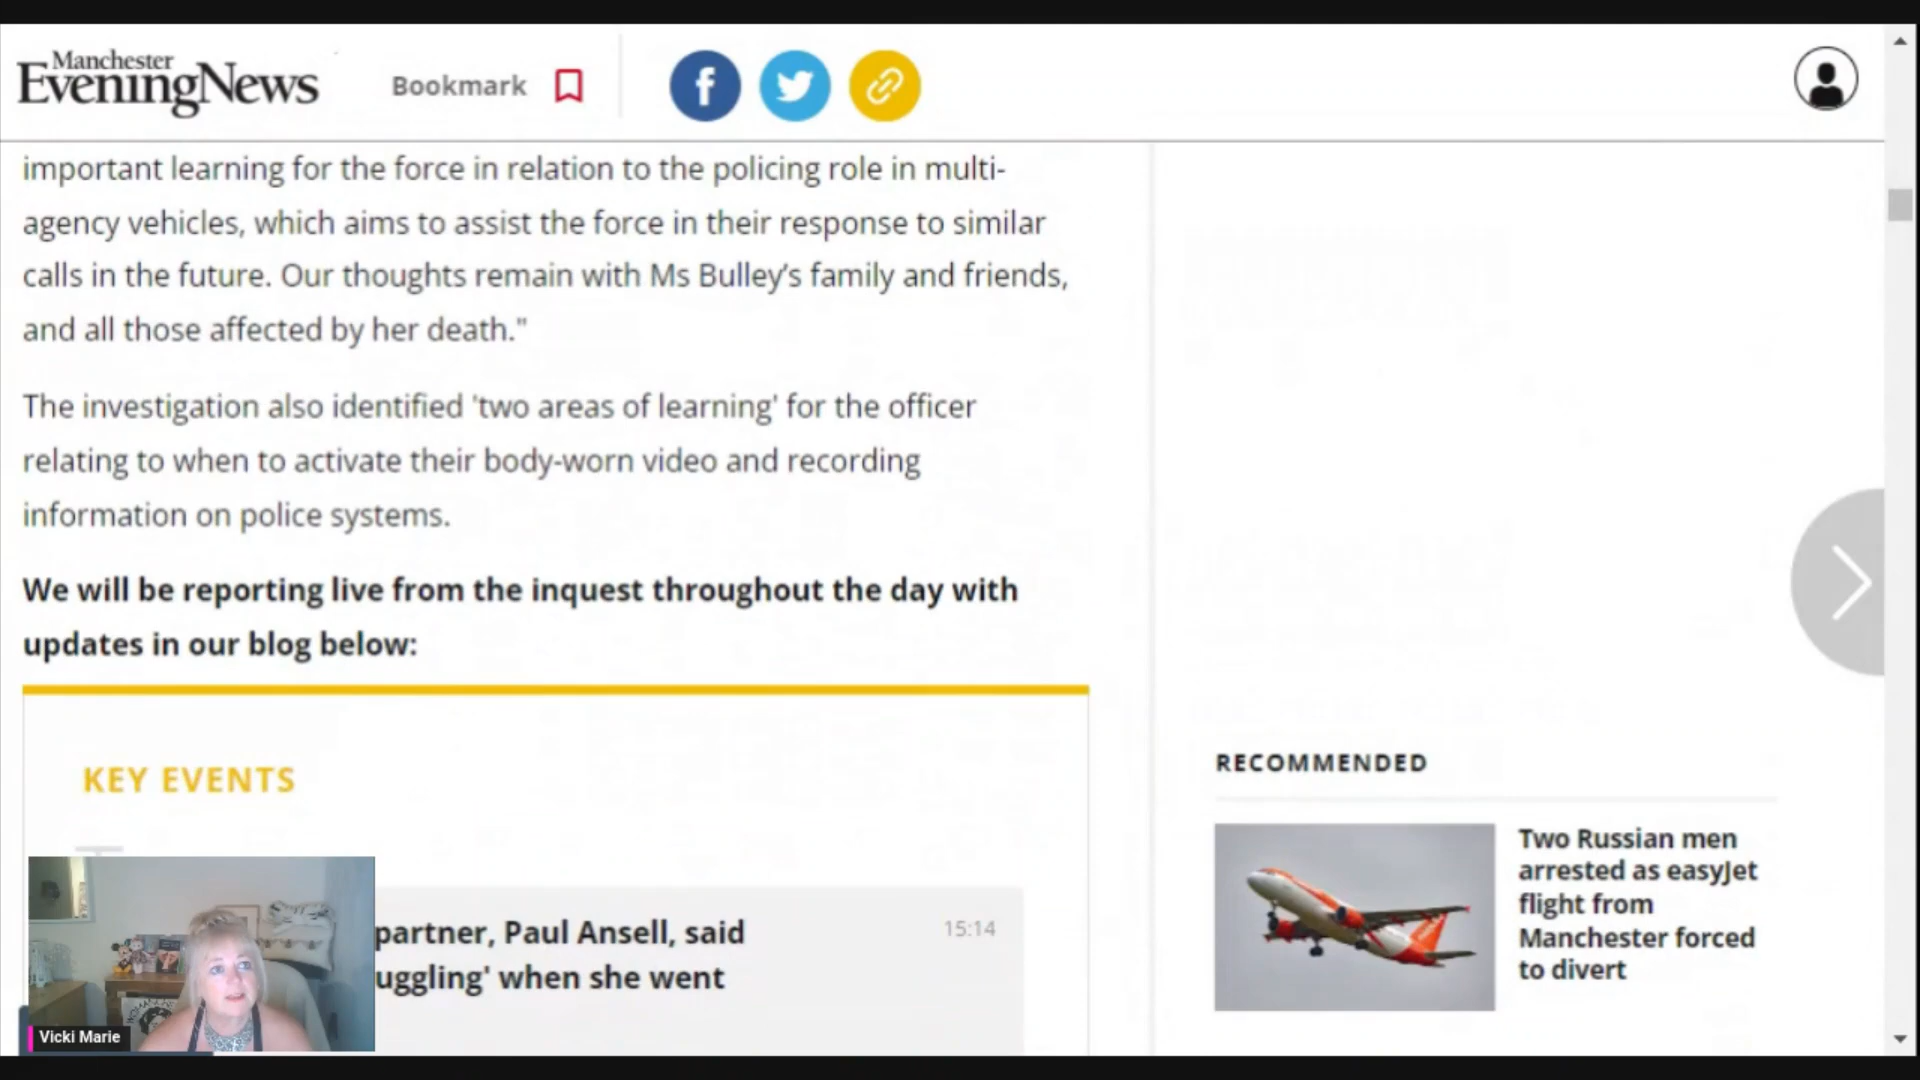 Manchester
EveningNews
Bookmark
important learning for the force in relation to the policing role in multi-
agency vehicles, which aims to assist the force in their response to similar
calls in the future. Our thoughts remain with Ms Bulley's family and friends,
and all those affected by her death."
The investigation also identified 'two areas of learning' for the officer
relating to when to activate their body-worn video and recording
information on police systems.
We will be reporting live from the inquest throughout the day with
updates in our blog below:
KEY EVENTS
partner, Paul Ansell, said
uggling' when she went
15:14
Vicki Marie
RECOMMENDED
Two Russian men
arrested as easyJet
flight from
Manchester forced
to divert